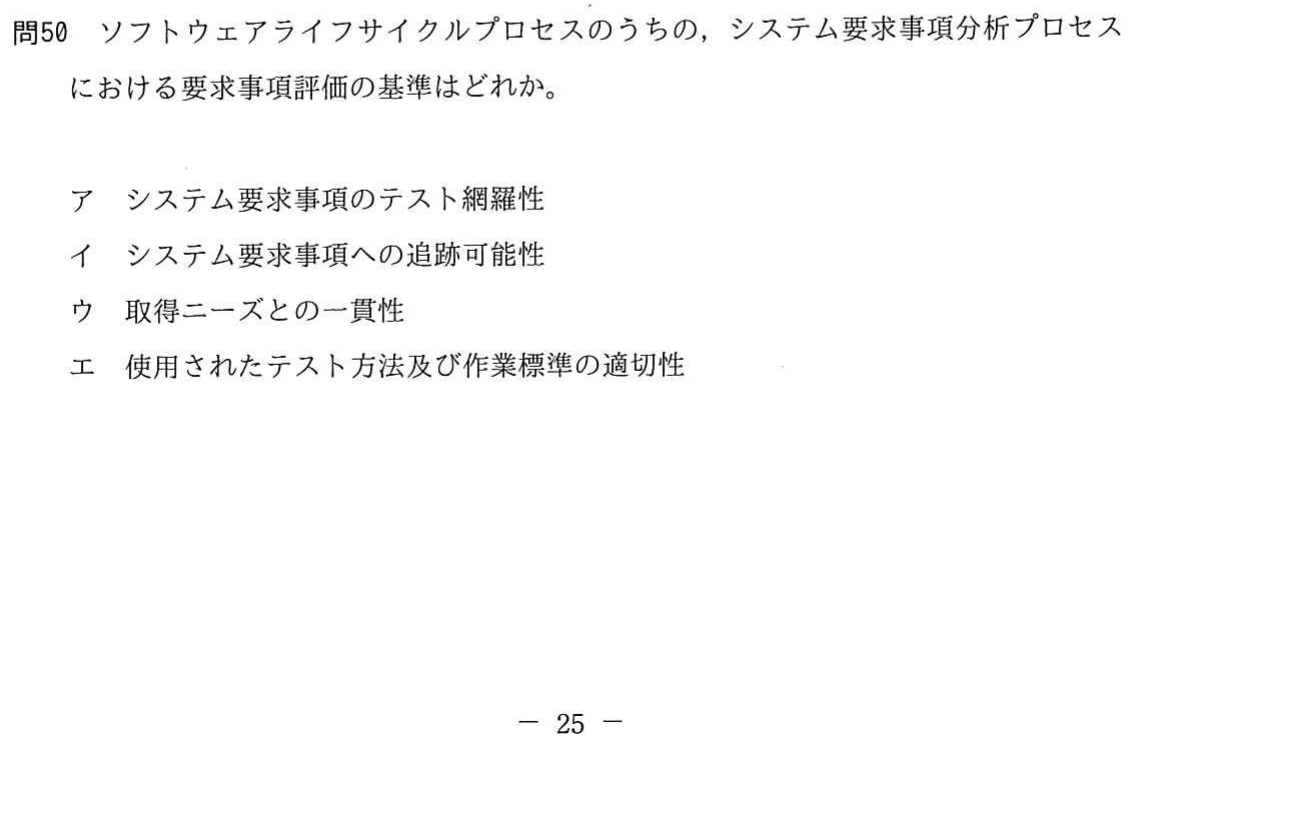 問50 ソフトウェアライフサイクルプロセスのうちの，システム要求事項分析プロセス
における要求事項評価の基準はどれか。
ア システム要求事項のテスト網羅性
イ システム要求事項への追跡可能性
ウ 取得ニーズとの一貫性
エ 使用されたテスト方法及び作業標準の適切性
― 25 ―